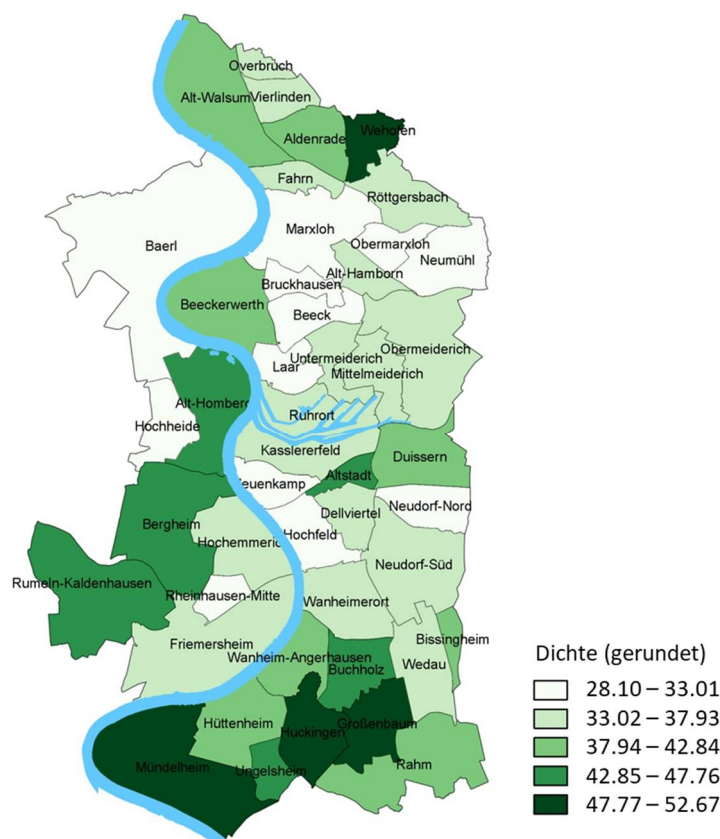 Overbruch
Alt-Walsum
Vierlinden
Aldenrade
Wehofen
Fahrn
Röttgersbach
Marxloh
Obermarxloh
Baerl
Neumühl
Alt-Hamborn
Bruckhausen
Beeckerwerth
Beeck
Obermeiderich
Untermeiderich
Laar
Mittelmeiderich
Alt-Homberg
Ruhrort
Hochheide
Kasslererfeld
Duissern
Altstadt
euenkamp
Neudorf-Nord
Dellviertel
Bergheim
Hochfeld
Hochemmeric
Neudorf-Süd
Rumeln-Kaldenhausen
Rheinhausen-Mitte
Wanheimerort
Bissingheim
Friemersheim
Wanheim-Angerhausen
Wedau
Buchholz
Hüttenheim
Großenbaum
Huckingen
Rahm
Mündelheim
Ungelsheim
Dichte (gerundet)
28.10 – 33.01
33.02 – 37.93
37.94 – 42.84
42.85 – 47.76
47.77 – 52.67